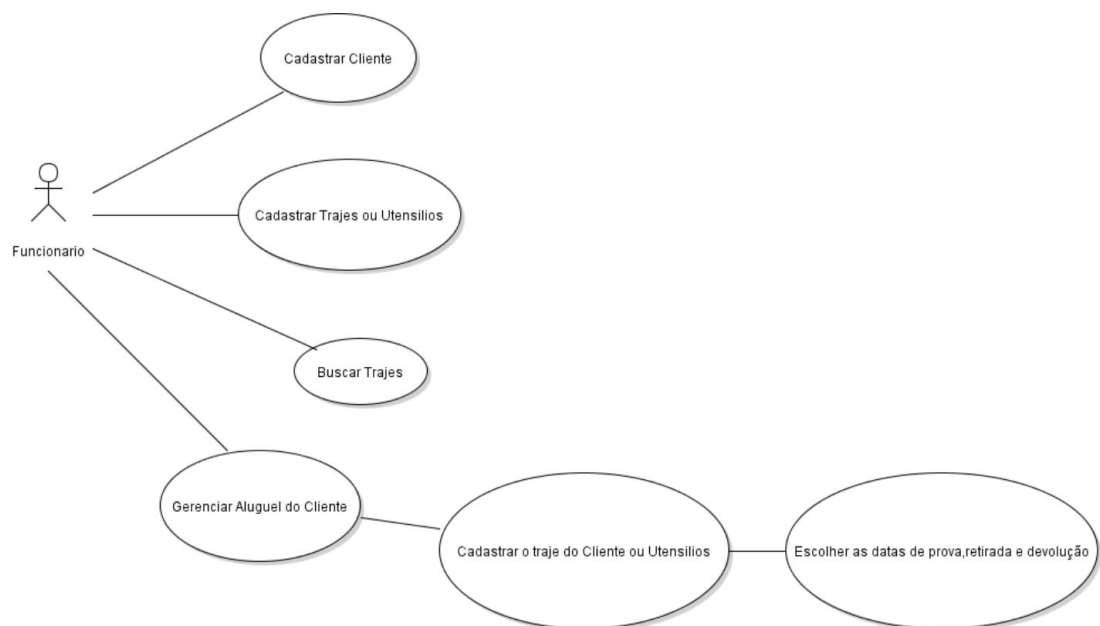 Cadastrar Cliente
Cadastrar Trajes ou Utensilios
Funcionario
Buscar Trajes
Gerenciar Aluguel do Cliente
Cadastrar o traje do Cliente ou Utensilios
Escolher as datas de prova,retirada e devolução